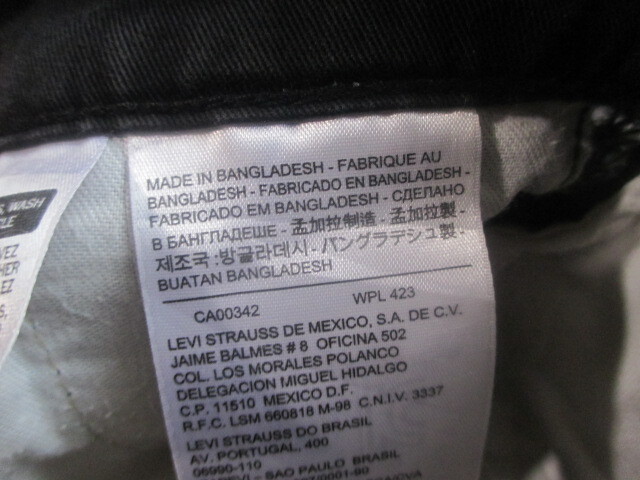 MADE IN BANGLADESH - FABRIQUE AU
BANGLADESH - FABRICADO EN BANGLADESH -
FABRICADO EM BANGLADESH - СДЕЛАНО
В БАНГЛАДЕШЕ - 孟加拉制造 - 孟加拉製 -
제조국:방글라데시 - バングラデシュ製 -
BUATAN BANGLADESH
CA00342 WPL 423
LEVI STRAUSS DE MEXICO, S.A. DE C.V.
JAIME BALMES # 8 OFICINA 502
COL. LOS MORALES POLANCO
DELEGACION MIGUEL HIDALGO
C.P. 11510 MEXICO D.F.
R.F.C. LSM 660818 M-98 C.N.I.V. 3337
LEVI STRAUSS DO BRASIL
AV. PORTUGAL, 400
06690-110
- SAO PAULO BRASIL
WASH